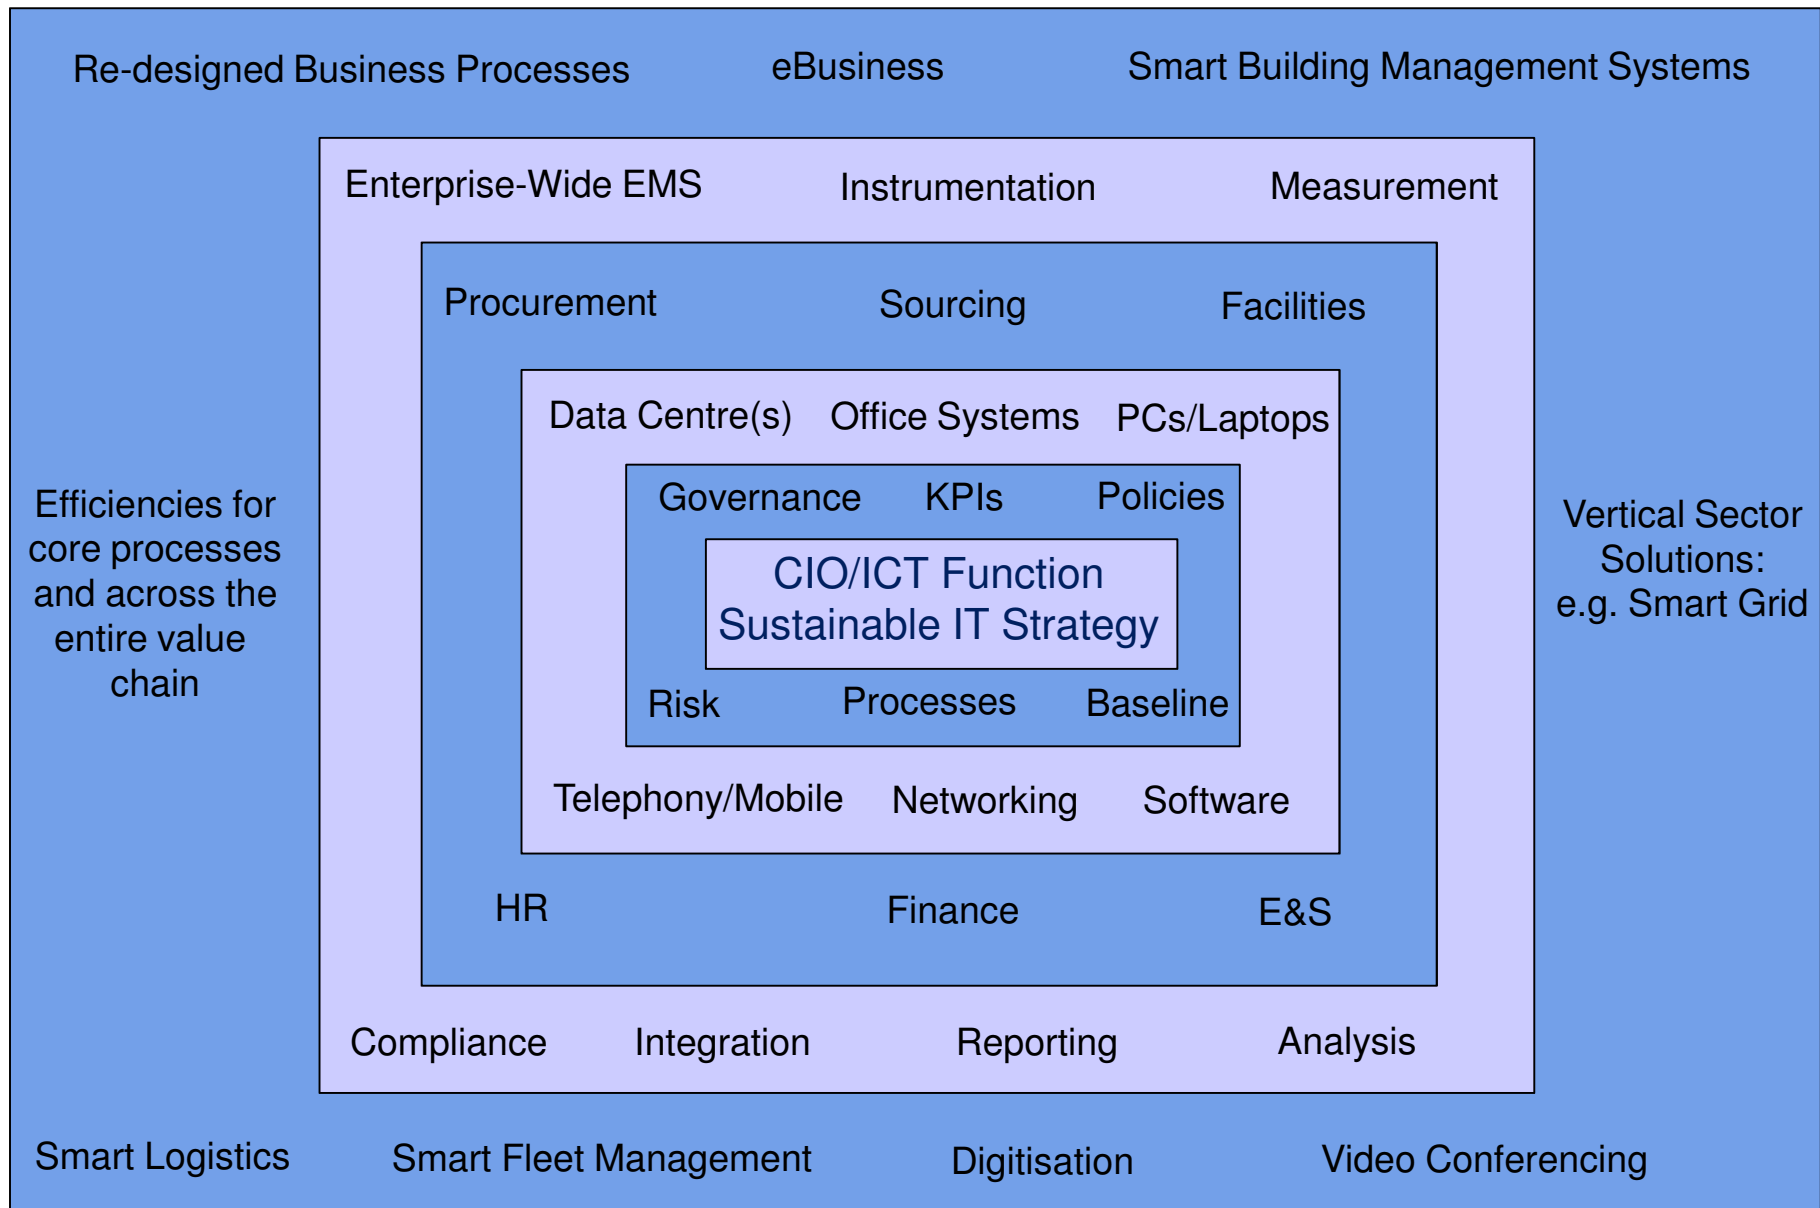 Re-designed Business Processes eBusiness Smart Building Management Systems
Enterprise-Wide EMS Instrumentation Measurement
Procurement Sourcing Facilities
Data Centre(s) Office Systems PCs/Laptops
Governance KPIs Policies
CIO/ICT Function
Sustainable IT Strategy
Risk Processes Baseline
Telephony/Mobile Networking Software
HR Finance E&S
Compliance Integration Reporting Analysis
Efficiencies for
core processes
and across the
entire value
chain
Vertical Sector
Solutions:
e.g. Smart Grid
Smart Logistics Smart Fleet Management Digitisation Video Conferencing